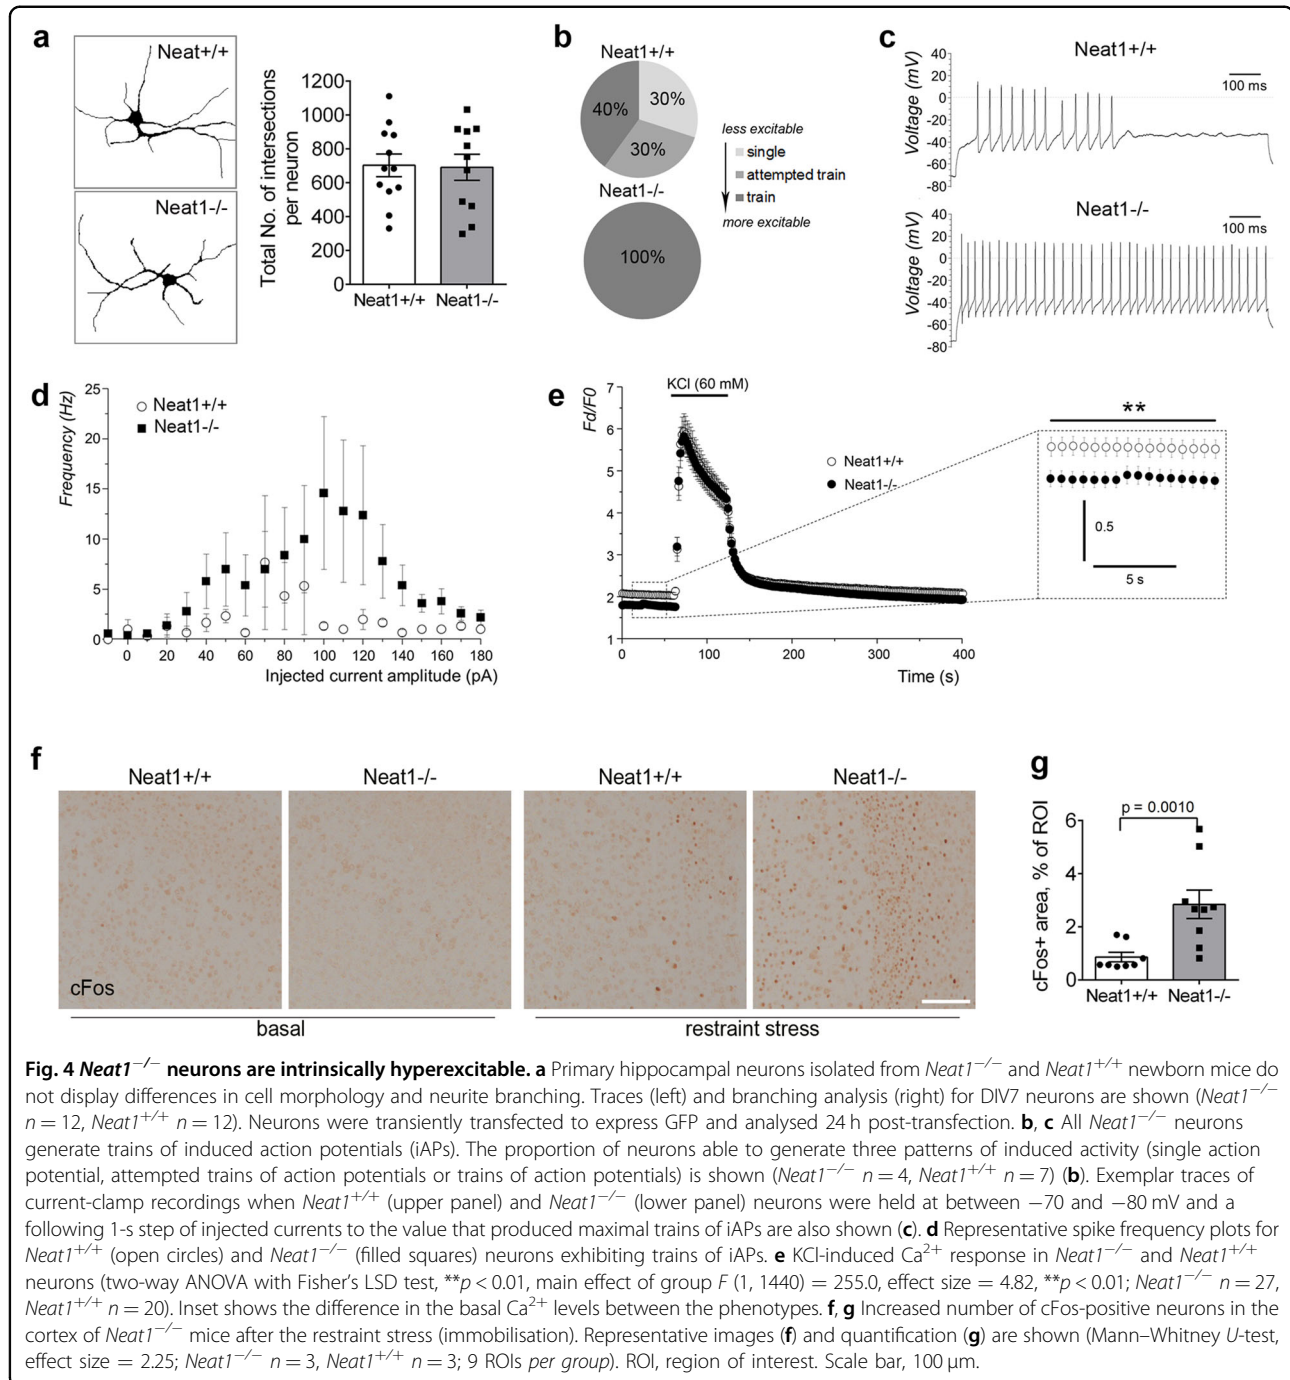 a
Neat+/+
Neat1-/-
Total No. of intersections
per neuron
1200
1000
800
600
400
200
0
Neat1+/+
Neat1-/-
b
Neat1+/+
40%
30%
30%
Neat1-/-
100%
less excitable
single
attempted train
train
more excitable
c
Neat1+/+
Voltage (mV)
40
20
0
-20
-40
-60
-80
100 ms
Neat1-/-
Voltage (mV)
40
20
0
-20
-40
-60
-80
100 ms
d
Frequency (Hz)
25
20
15
10
5
0
Neat1+/+
Neat1-/-
0 20 40 60 80 100 120 140 160 180
Injected current amplitude (pA)
e
Fd/F0
7
6
5
4
3
2
1
KCl (60 mM)
Neat1+/+
Neat1-/-
0 100 200 300 400
Time (s)
**
0.5
5 s
f
Neat1+/+ Neat1-/- Neat1+/+ Neat1-/-
cFos
basal restraint stress
g
p = 0.0010
cFos+ area, % of ROI
6
4
2
0
Neat1+/+
Neat1-/-
Fig. 4 Neat1−/− neurons are intrinsically hyperexcitable. a Primary hippocampal neurons isolated from Neat1−/− and Neat1+/+ newborn mice do
not display differences in cell morphology and neurite branching. Traces (left) and branching analysis (right) for DIV7 neurons are shown (Neat1−/−
n = 12, Neat1+/+ n = 12). Neurons were transiently transfected to express GFP and analysed 24 h post-transfection. b, c All Neat1−/− neurons
generate trains of induced action potentials (iAPs). The proportion of neurons able to generate three patterns of induced activity (single action
potential, attempted trains of action potentials or trains of action potentials) is shown (Neat1−/− n = 4, Neat1+/+ n = 7) (b). Exemplar traces of
current-clamp recordings when Neat1+/+ (upper panel) and Neat1−/− (lower panel) neurons were held at between −70 and −80 mV and a
following 1-s step of injected currents to the value that produced maximal trains of iAPs are also shown (c). d Representative spike frequency plots for
Neat1+/+ (open circles) and Neat1−/− (filled squares) neurons exhibiting trains of iAPs. e KCl-induced Ca2+ response in Neat1−/− and Neat1+/+
neurons (two-way ANOVA with Fisher's LSD test, **p < 0.01, main effect of group F (1, 1440) = 255.0, effect size = 4.82, **p < 0.01; Neat1−/− n = 27,
Neat1+/+ n = 20). Inset shows the difference in the basal Ca2+ levels between the phenotypes. f, g Increased number of cFos-positive neurons in the
cortex of Neat1−/− mice after the restraint stress (immobilisation). Representative images (f) and quantification (g) are shown (Mann–Whitney U-test,
effect size = 2.25; Neat1−/− n = 3, Neat1+/+ n = 3; 9 ROIs per group). ROI, region of interest. Scale bar, 100 μm.